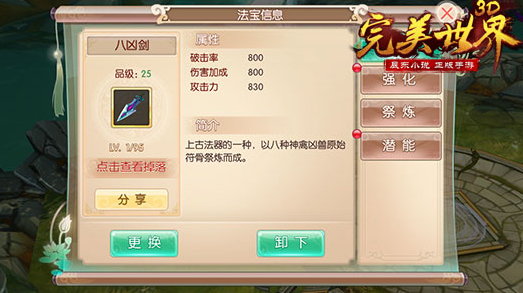 法宝信息
完美世界
3D
辰东小说 正版手游
八凶剑
品级: 25
LV. 1/95
点击查看掉落
分享
属性
破击率 800
伤害加成 800
攻击力 830
简介
上古法器的一种，以八种神禽凶兽原始
符骨祭炼而成。
强化
祭炼
潜能
更换
卸下